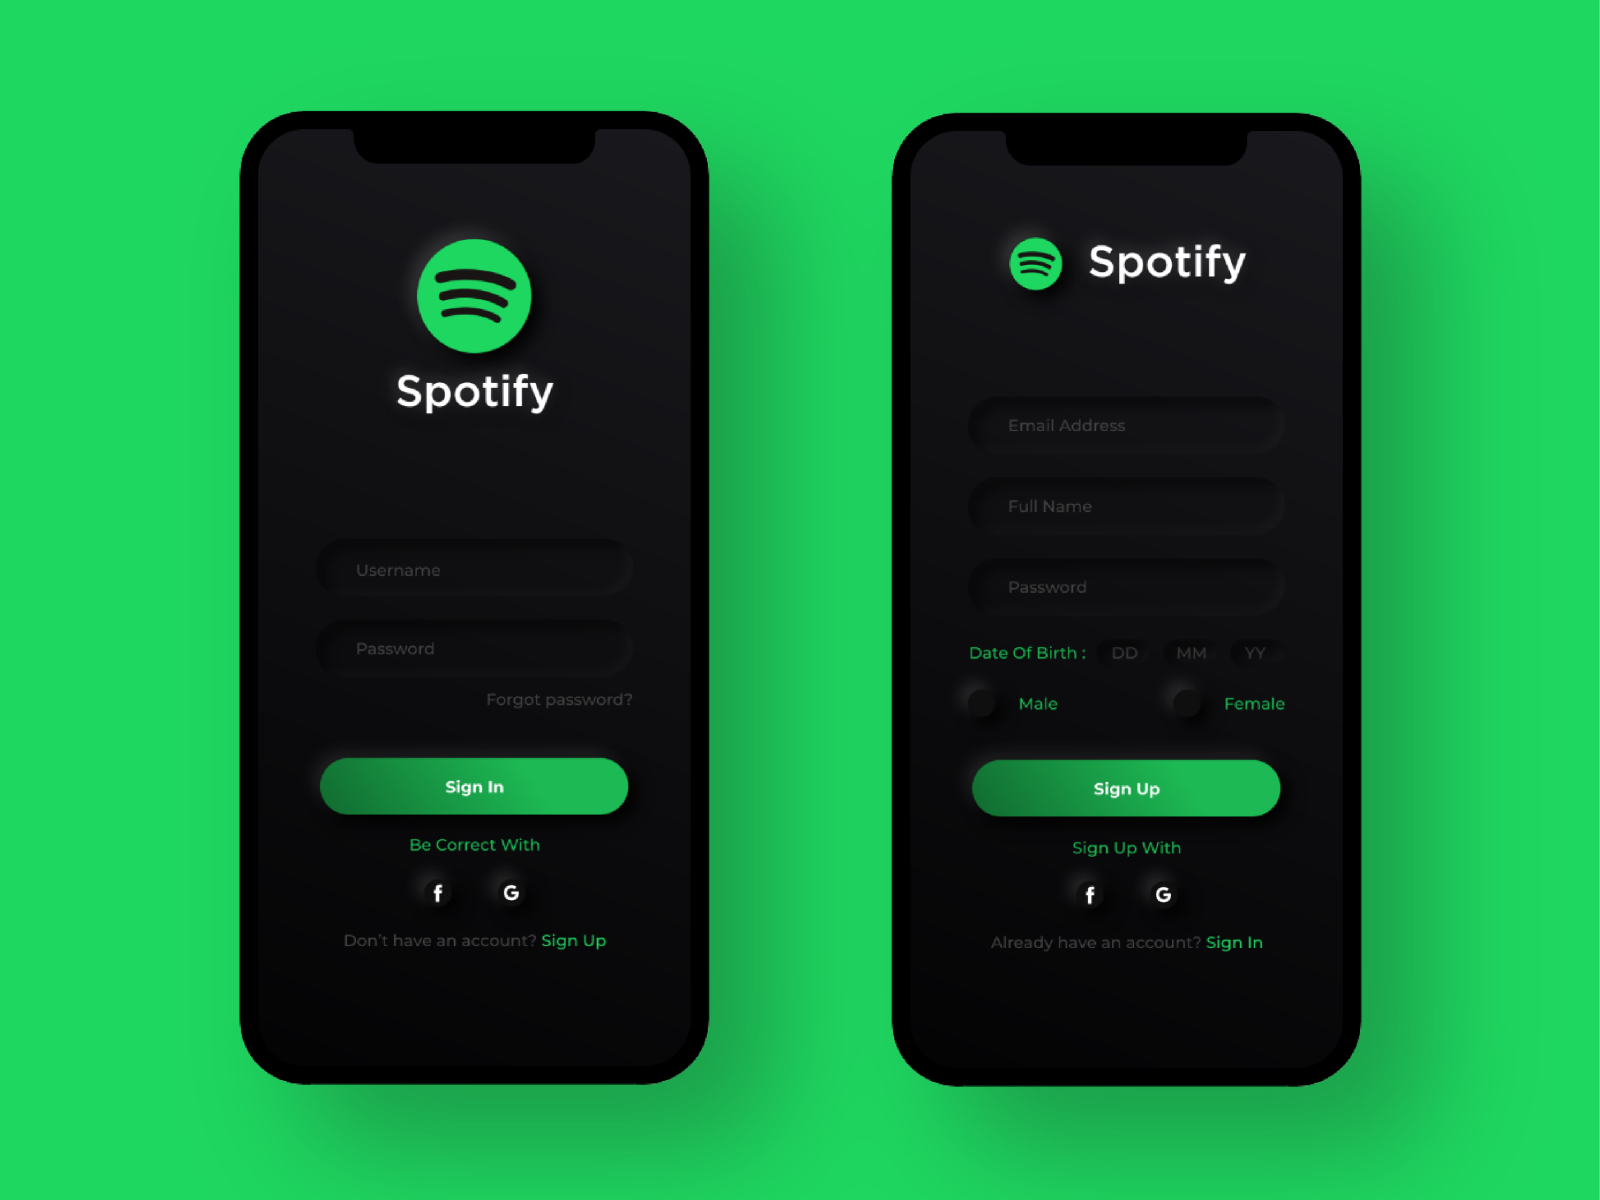 Spotify
Username
Password
Forgot password?
Sign In
Be Correct With
f G
Don't have an account? Sign Up
Spotify
Email Address
Full Name
Password
Date Of Birth : DD MM YY
Male Female
Sign Up
Sign Up With
f G
Already have an account? Sign In